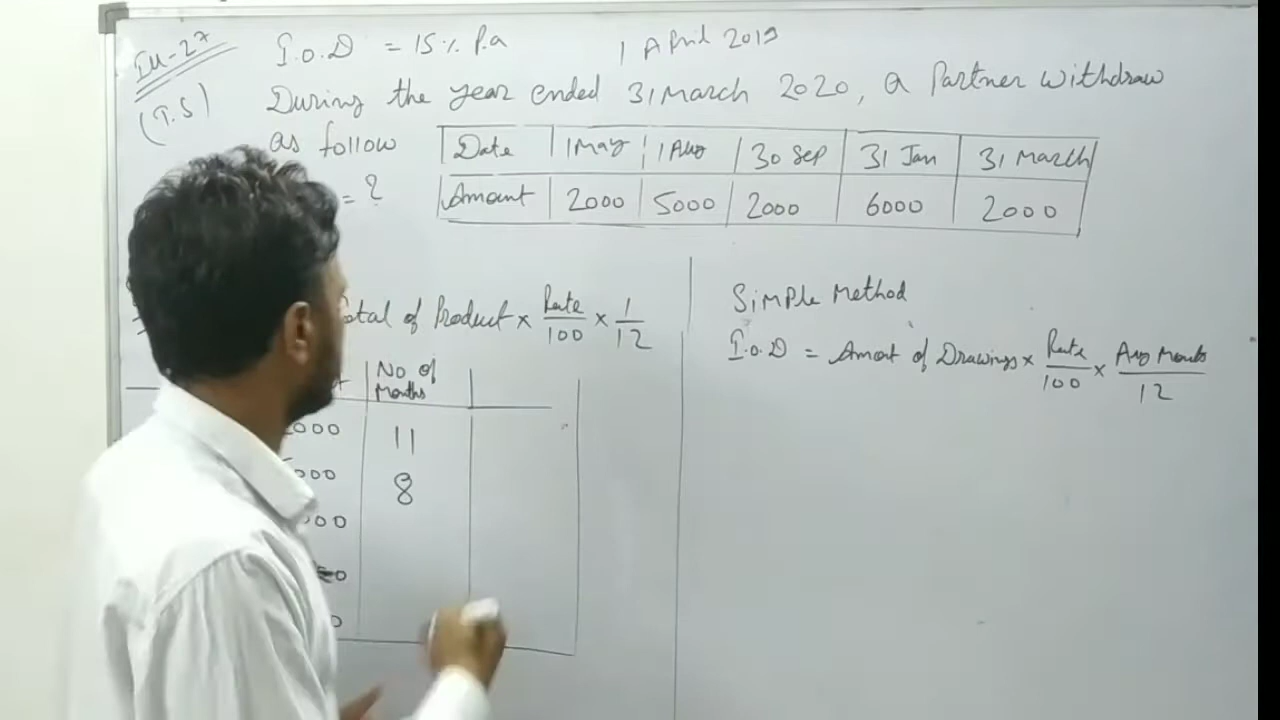 Ill-27
I.O.D = 15% P.a
1 April 2019
(T.S)
During the year ended 31 March 2020, a Partner withdraw
as follow
Date 1 May 1 Aug 30 Sep 31 Jan 31 March
Amount 2000 5000 2000 6000 2000
= ?
Total of Product × Rate/100 × 1/12
No of
Months
000 11
000 8
00
0
0
Simple Method
I.O.D = Amont of Drawings × Rate/100 × Avg Months/12